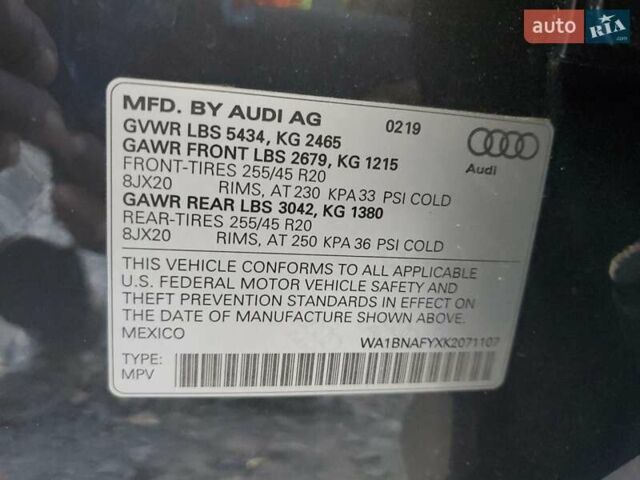 auto RIA.com
MFD. BY AUDI AG 0219
GVWR LBS 5434, KG 2465
GAWR FRONT LBS 2679, KG 1215
FRONT-TIRES 255/45 R20
8JX20 RIMS, AT 230 KPA 33 PSI COLD
GAWR REAR LBS 3042, KG 1380
REAR-TIRES 255/45 R20
8JX20 RIMS, AT 250 KPA 36 PSI COLD
Audi
THIS VEHICLE CONFORMS TO ALL APPLICABLE
U.S. FEDERAL MOTOR VEHICLE SAFETY AND
THEFT PREVENTION STANDARDS IN EFFECT ON
THE DATE OF MANUFACTURE SHOWN ABOVE.
MEXICO WA1BNAFYXK2071107
TYPE:
MPV